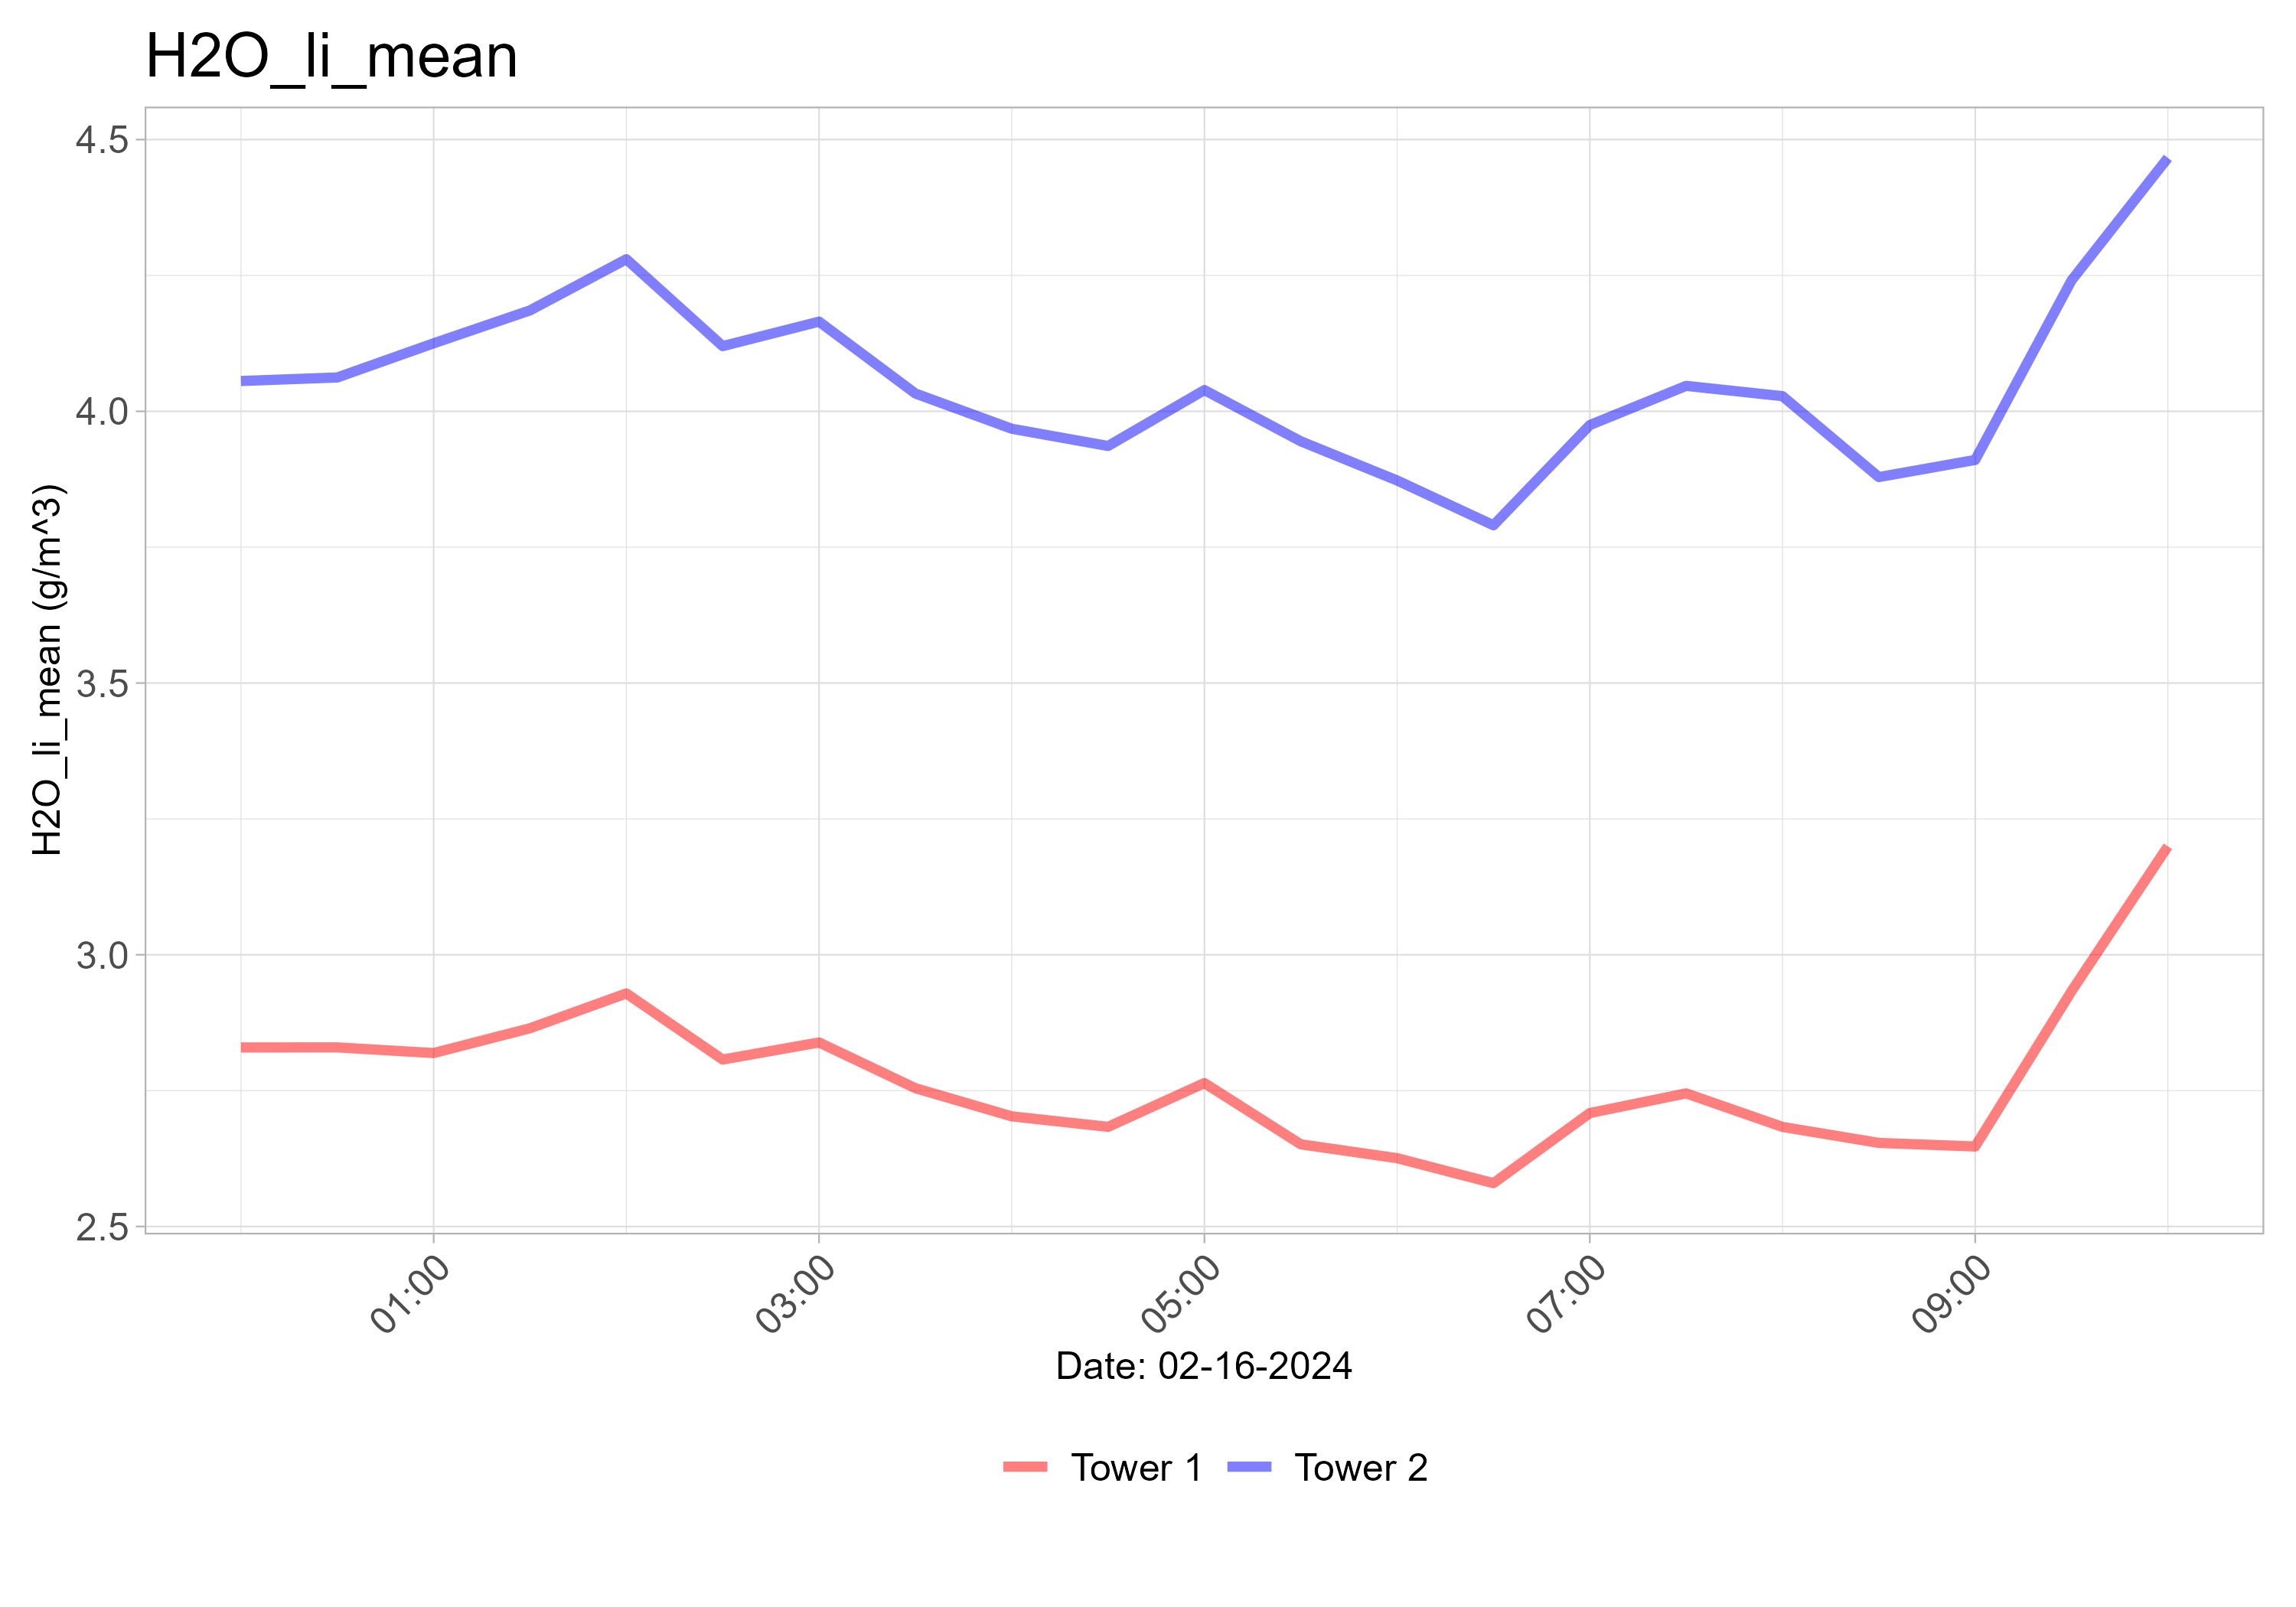 H2O_li_mean
H2O_li_mean (g/m^3)
4.5
4.0
3.5
3.0
2.5
01:00
03:00
05:00
07:00
09:00
Date: 02-16-2024
Tower 1
Tower 2